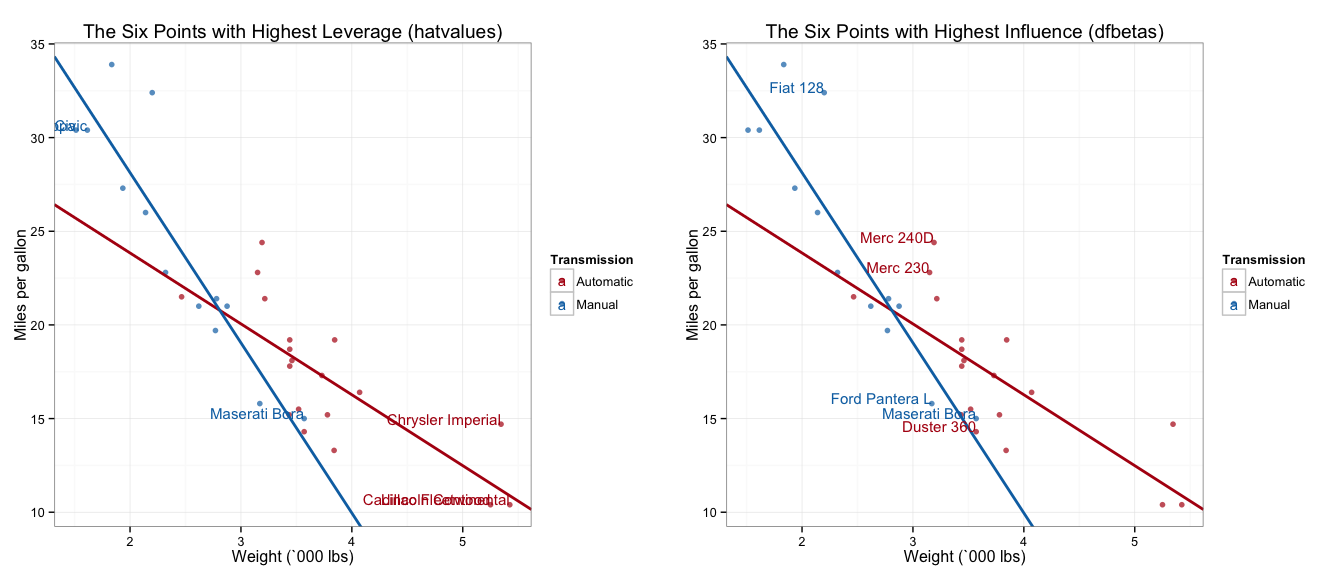 The Six Points with Highest Leverage (hatvalues)
35
30
25
20
15
10
Miles per gallon
Civic
Maserati Bora
Chrysler Imperial
2
3
4
5
Weight (`000 lbs)
Transmission
a Automatic
a Manual
The Six Points with Highest Influence (dfbetas)
35
30
25
20
15
10
Miles per gallon
Fiat 128
Merc 240D
Merc 230
Ford Pantera L
Maserati Bora
Duster 360
2
3
4
5
Weight (`000 lbs)
Transmission
a Automatic
a Manual